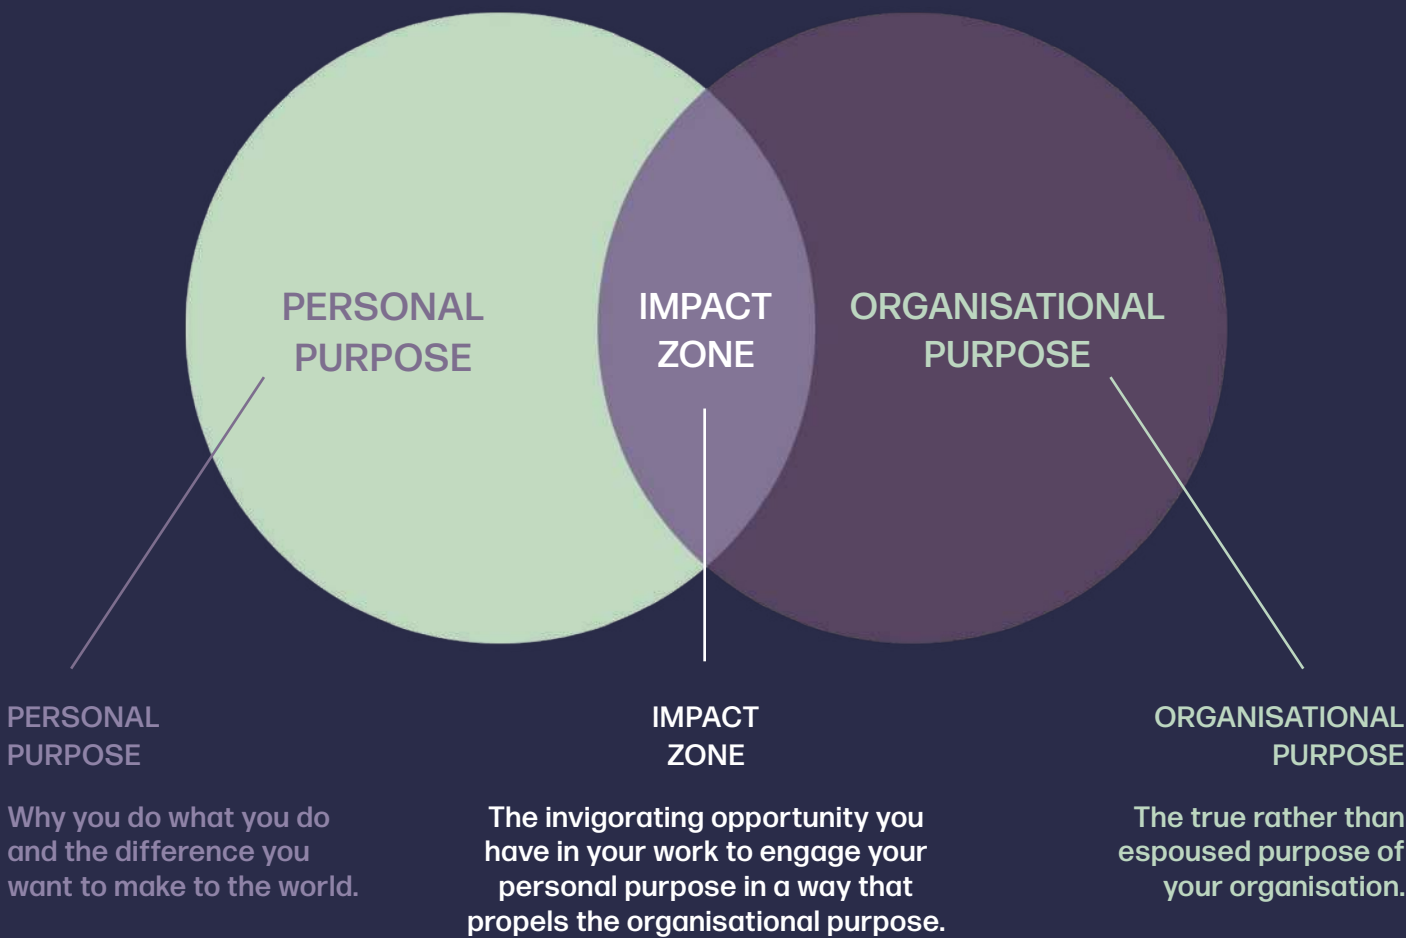 PERSONAL
PURPOSE
IMPACT
ZONE
ORGANISATIONAL
PURPOSE
PERSONAL
PURPOSE
Why you do what you do
and the difference you
want to make to the world.
IMPACT
ZONE
The invigorating opportunity you
have in your work to engage your
personal purpose in a way that
propels the organisational purpose.
ORGANISATIONAL
PURPOSE
The true rather than
espoused purpose of
your organisation.